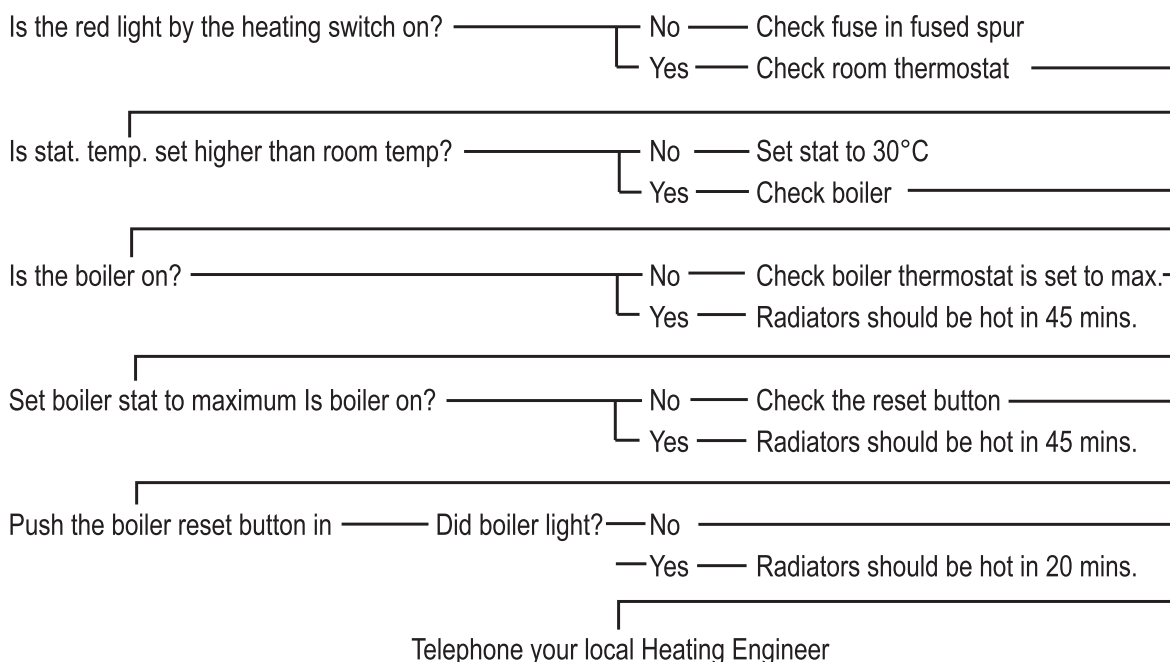 Is the red light by the heating switch on? No Check fuse in fused spur
Yes Check room thermostat
Is stat. temp. set higher than room temp? No Set stat to 30°C
Yes Check boiler
Is the boiler on? No Check boiler thermostat is set to max.
Yes Radiators should be hot in 45 mins.
Set boiler stat to maximum Is boiler on? No Check the reset button
Yes Radiators should be hot in 45 mins.
Push the boiler reset button in Did boiler light? No
Yes Radiators should be hot in 20 mins.
Telephone your local Heating Engineer